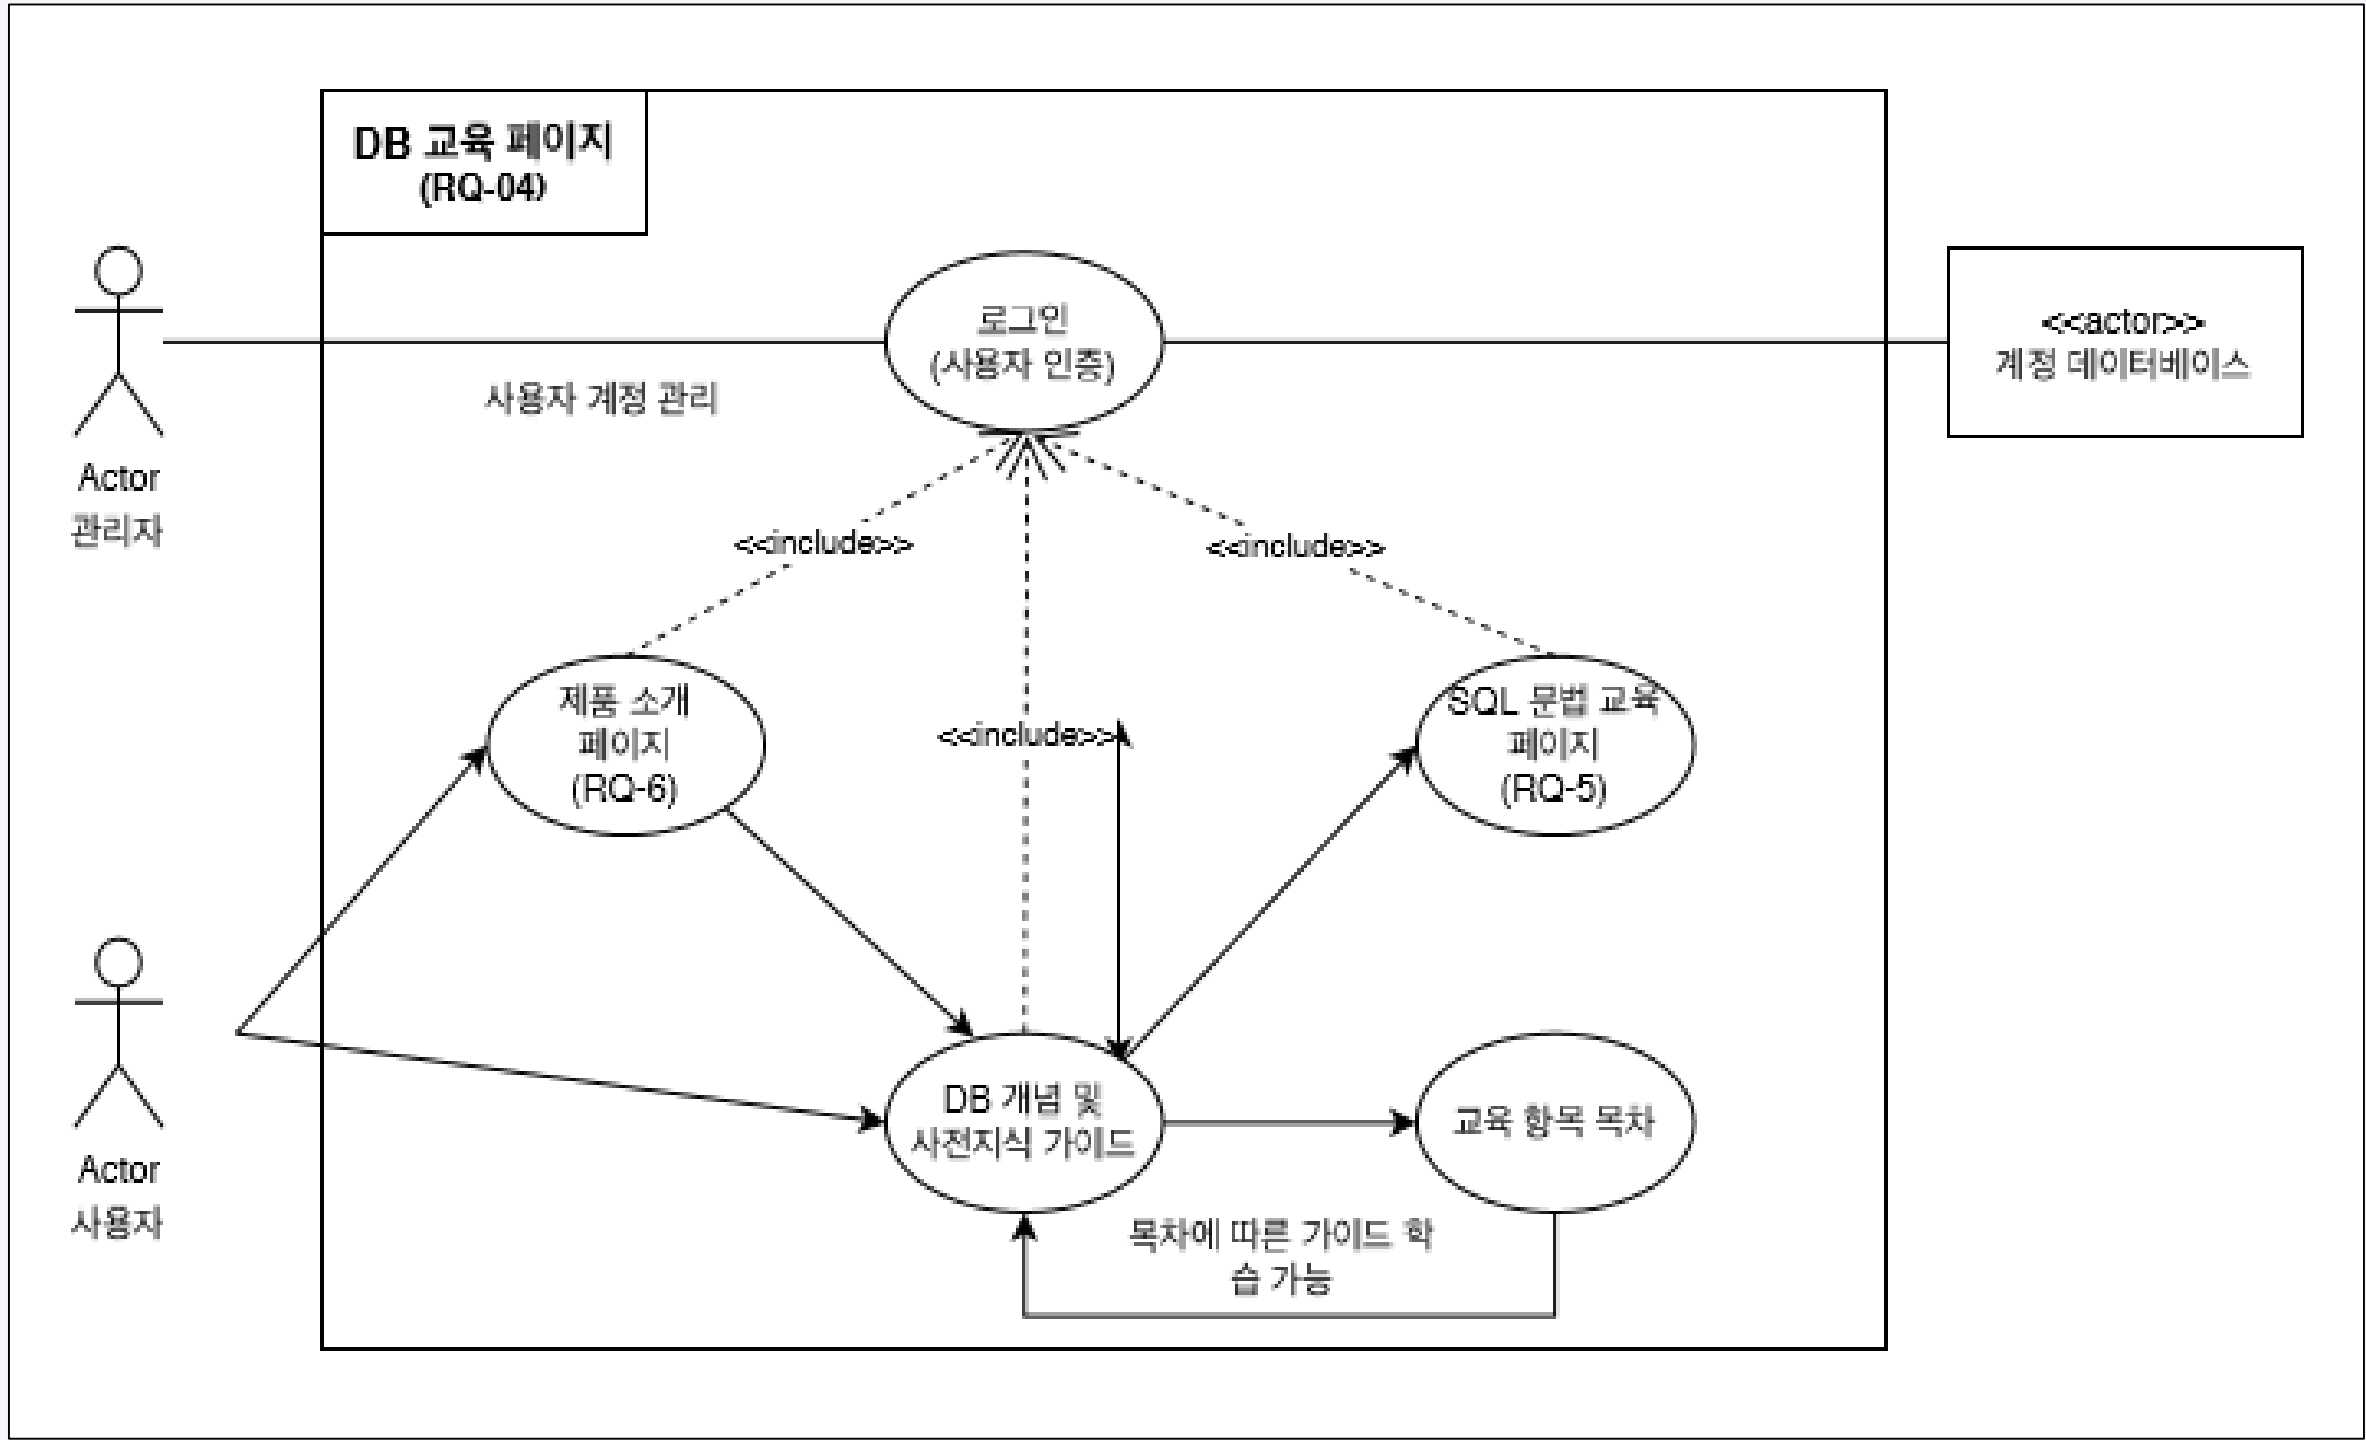 DB 교육 페이지
(RQ-04)
로그인
(사용자 인증)
<<actor>>
계정 데이터베이스
사용자 계정 관리
Actor
관리자
<<include>>
<<include>>
제품 소개
페이지
(RQ-6)
<<include>>
SQL 문법 교육
페이지
(RQ-5)
DB 개념 및
사전지식 가이드
교육 항목 목차
Actor
사용자
목차에 따른 가이드 학
습 가능